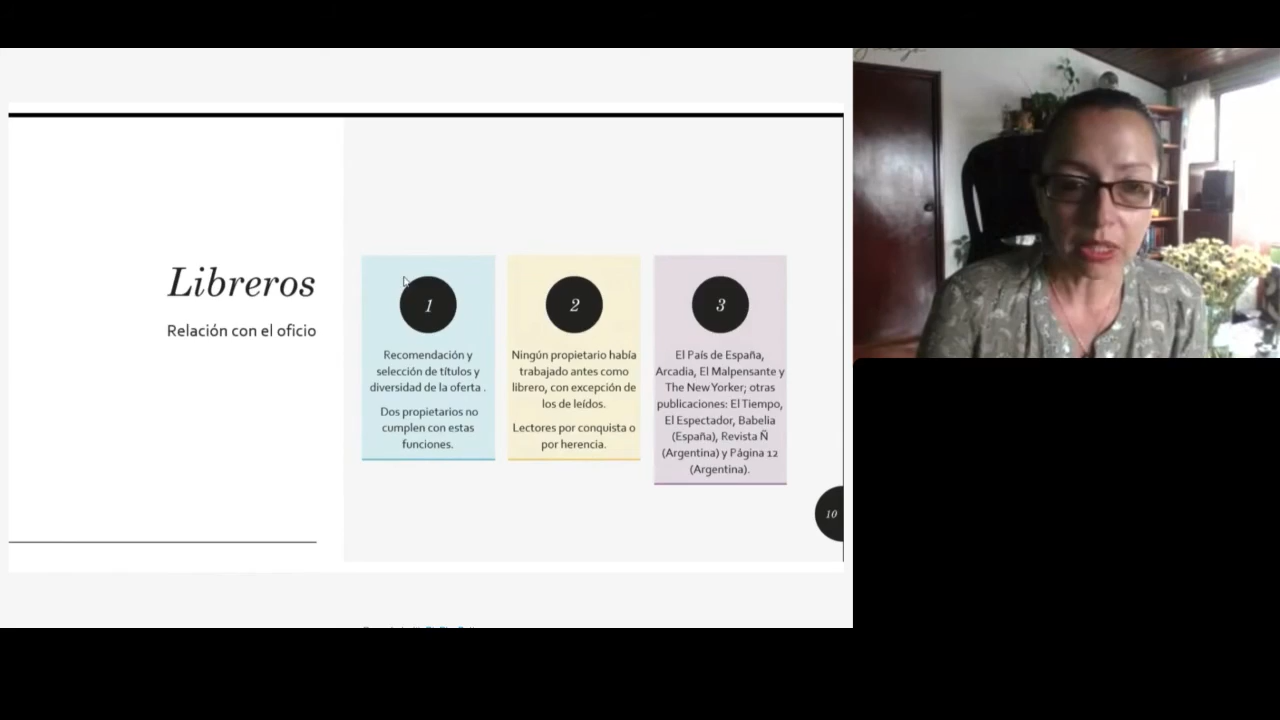 Libreros
Relación con el oficio
1
Recomendación y
selección de títulos y
diversidad de la oferta .
Dos propietarios no
cumplen con estas
funciones.
2
Ningún propietario había
trabajado antes como
librero, con excepción de
los de leídos.
Lectores por conquista o
por herencia.
3
El País de España,
Arcadia, El Malpensante y
The New Yorker; otras
publicaciones: El Tiempo,
El Espectador, Babelia
(España), Revista Ñ
(Argentina) y Página 12
(Argentina).
10